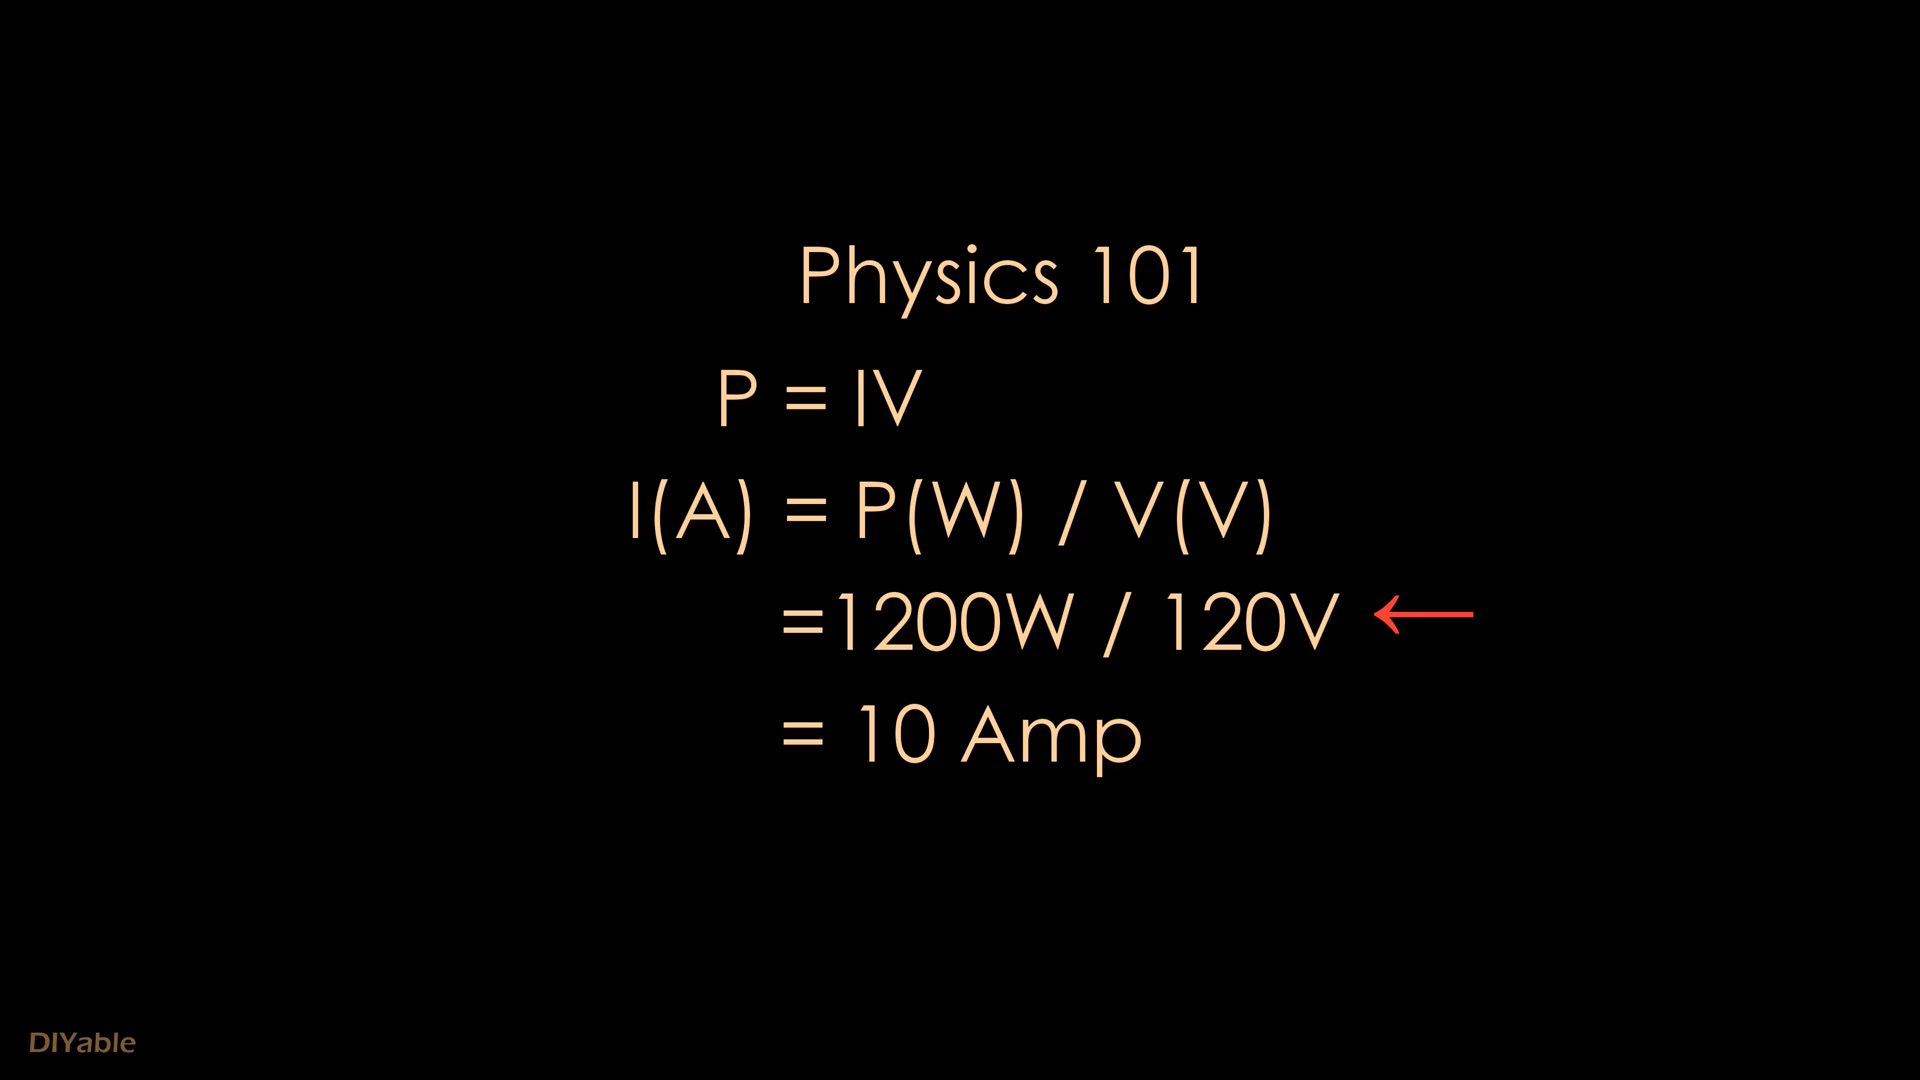 Physics 101
P = IV
I(A) = P(W) / V(V)
=1200W / 120V ←
= 10 Amp
DIYable